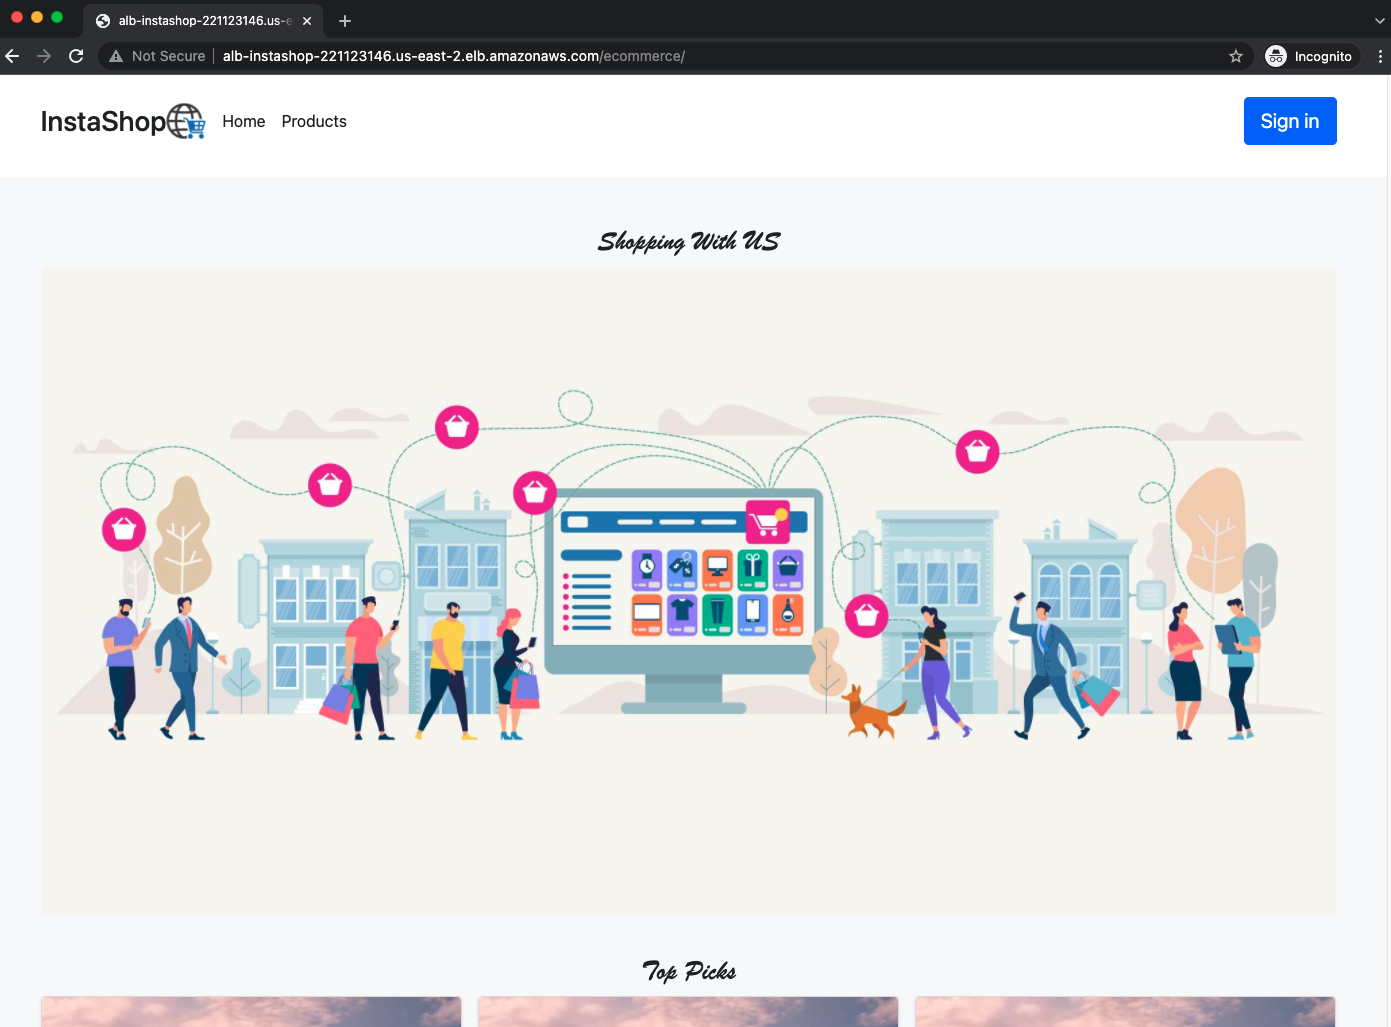 alb-instashop-221123146.us-e
Not Secure
alb-instashop-221123146.us-east-2.elb.amazonaws.com/ecommerce/
Incognito
InstaShop
Home
Products
Sign in
Shopping With US
Top Picks